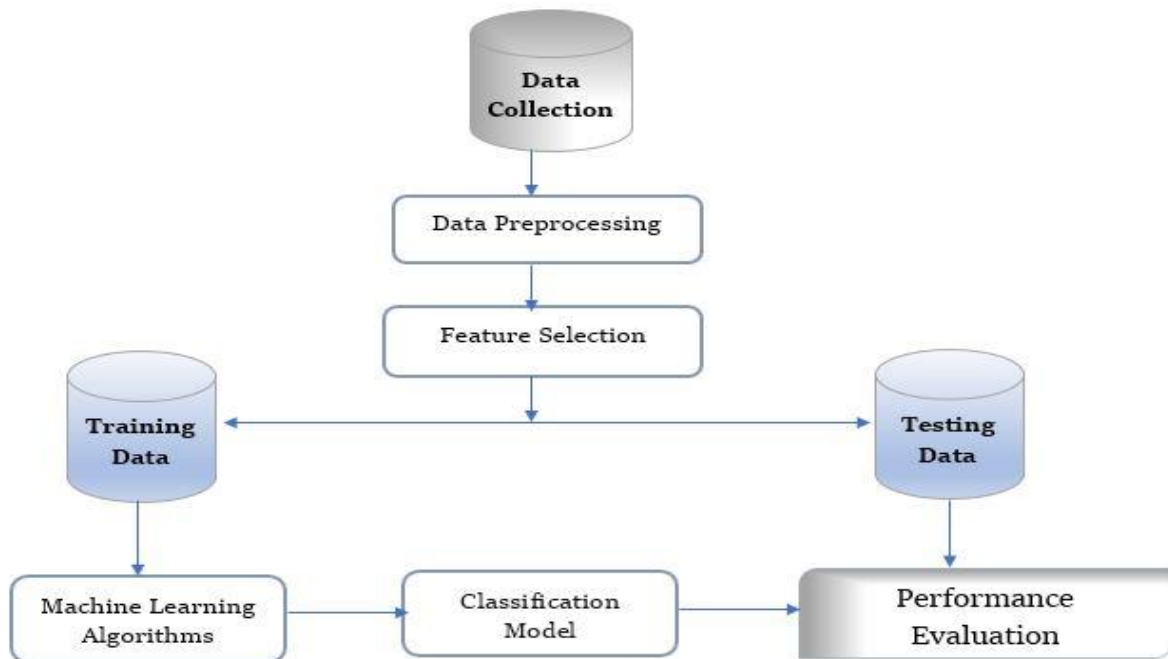 Data
Collection
Data Preprocessing
Feature Selection
Training
Data
Testing
Data
Machine Learning
Algorithms
Classification
Model
Performance
Evaluation